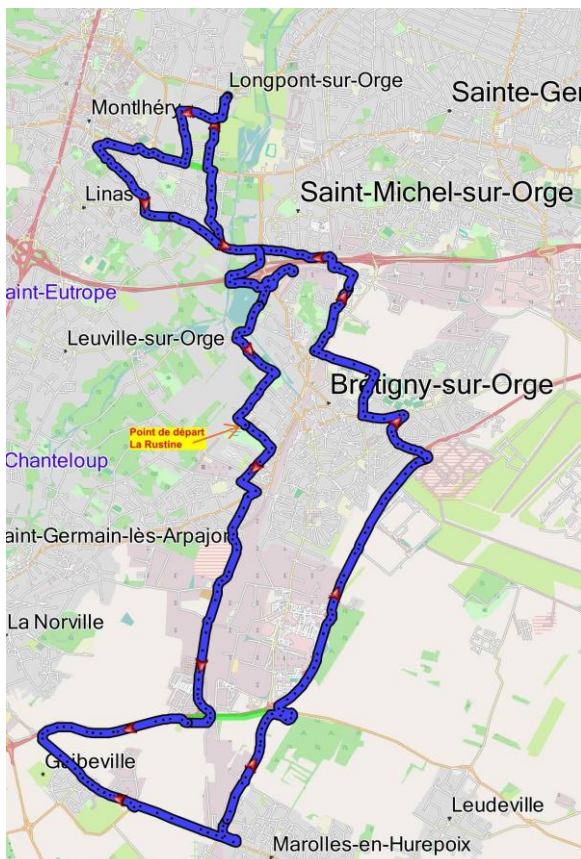 Longpont-sur-Orge
Montlhéry
Sainte-Ger
Linas
Saint-Michel-sur-Orge
aint-Eutrope
Leuville-sur-Orge
Brétigny-sur-Orge
Point de départ
La Rustine
Chanteloup
aint-Germain-lès-Arpajon
La Norville
Guibeville
Leudeville
Marolles-en-Hurepoix